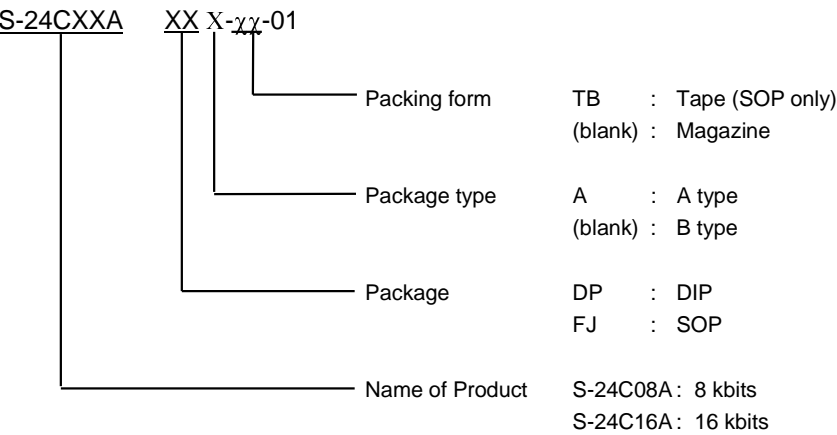 S-24CXXA XX X-χχ-01
Packing form TB : Tape (SOP only)
(blank) : Magazine
Package type A : A type
(blank) : B type
Package DP : DIP
FJ : SOP
Name of Product S-24C08A : 8 kbits
S-24C16A : 16 kbits